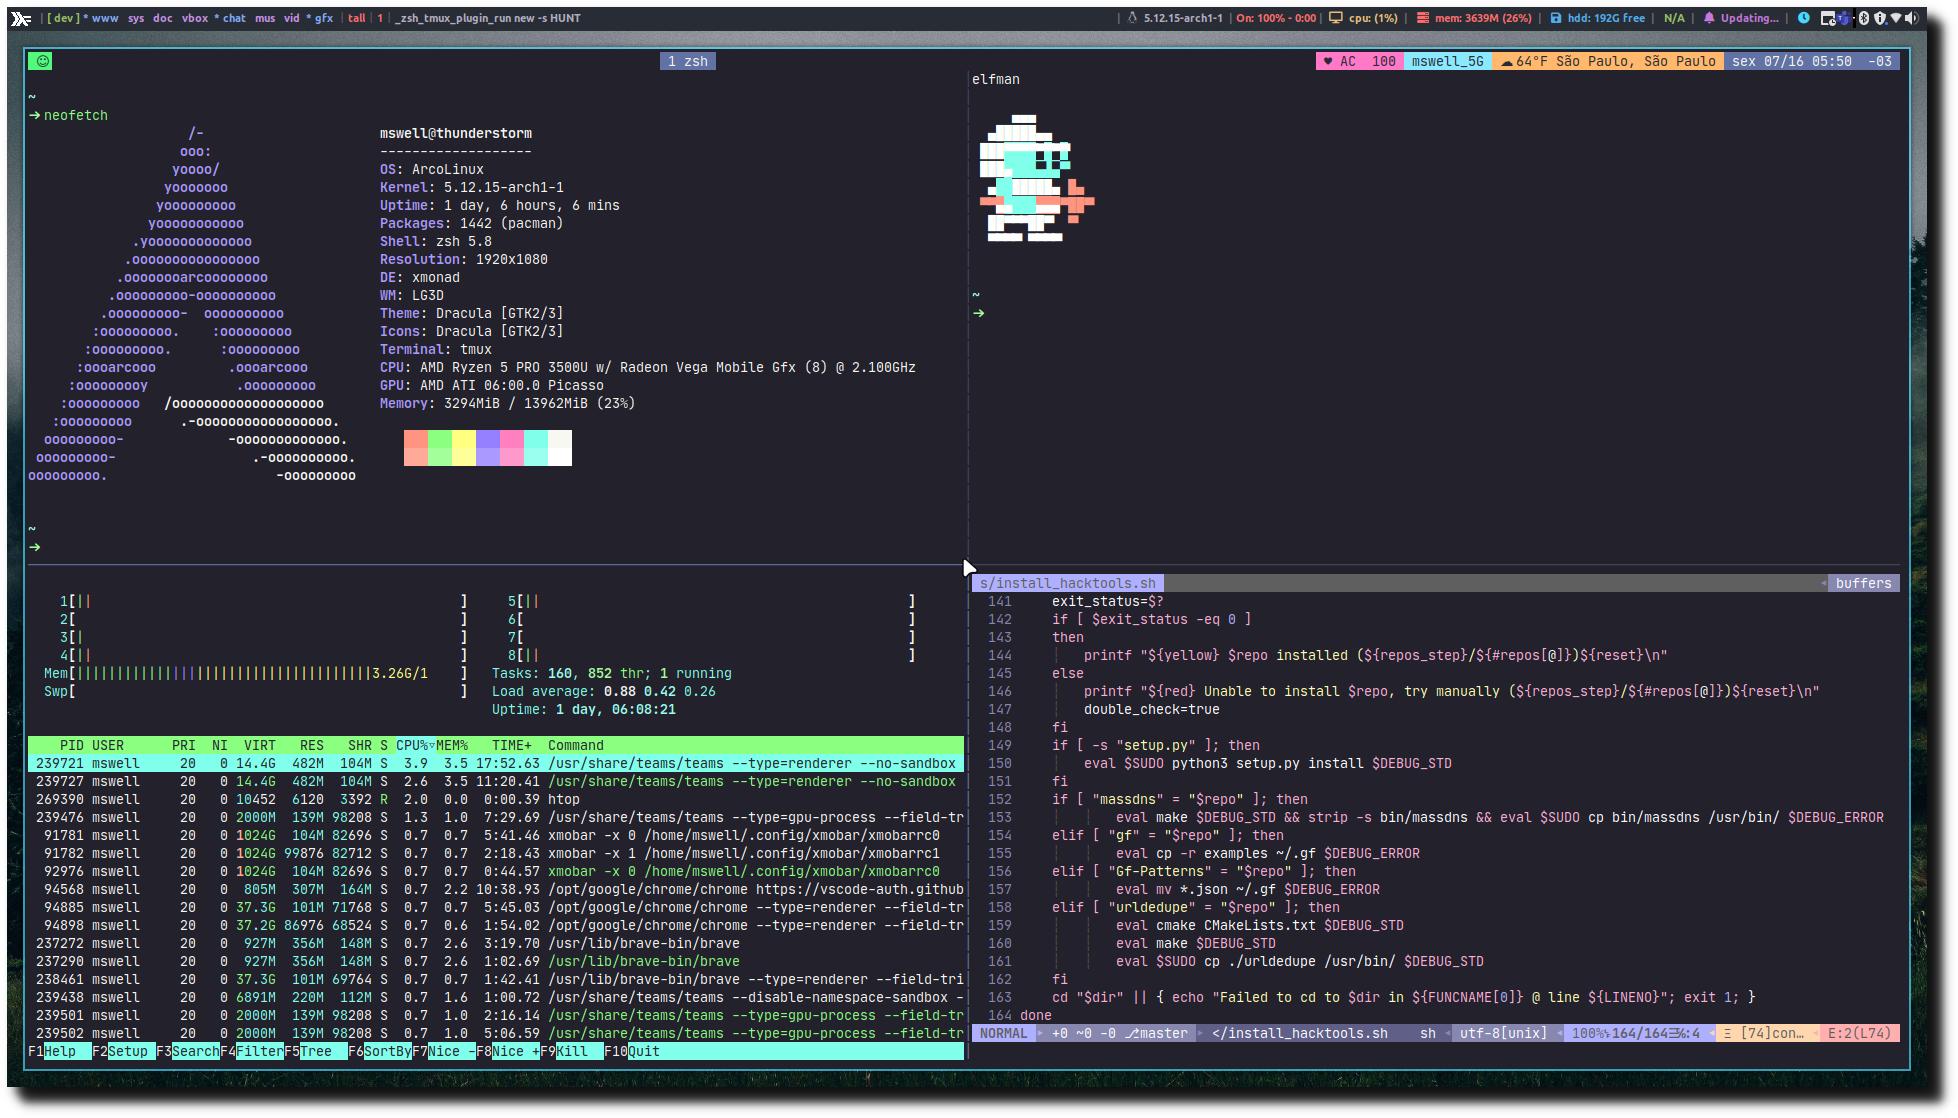 [ dev ] * www sys doc vbox * chat mus vid * gfx | tall | 1 | _zsh_tmux_plugin_run new -s HUNT
| 5.12.15-arch1-1 | On: 100% - 0:00 | cpu: (1%) | mem: 3639M (26%) | hdd: 192G free | N/A | Updating... |
1 zsh
♥ AC 100 mswell_5G ☁ 64°F São Paulo, São Paulo sex 07/16 05:50 -03
~
→ neofetch
/-
ooo:
yoooo/
yooooooo
yooooooooo
yooooooooooo
.yooooooooooooo
.oooooooooooooooo
.oooooooarcoooooooo
.ooooooooo-oooooooooo
.ooooooooo-  oooooooooo
:ooooooooo.    :ooooooooo
:ooooooooo.      :ooooooooo
:oooarcooo         .oooarcooo
:ooooooooy           .ooooooooo
:ooooooooo   /ooooooooooooooooooo
:ooooooooo      .-ooooooooooooooooo.
ooooooooo-             -ooooooooooooo.
ooooooooo-                 .-oooooooooo.
ooooooooo.                     -ooooooooo
mswell@thunderstorm
-------------------
OS: ArcoLinux
Kernel: 5.12.15-arch1-1
Uptime: 1 day, 6 hours, 6 mins
Packages: 1442 (pacman)
Shell: zsh 5.8
Resolution: 1920x1080
DE: xmonad
WM: LG3D
Theme: Dracula [GTK2/3]
Icons: Dracula [GTK2/3]
Terminal: tmux
CPU: AMD Ryzen 5 PRO 3500U w/ Radeon Vega Mobile Gfx (8) @ 2.100GHz
GPU: AMD ATI 06:00.0 Picasso
Memory: 3294MiB / 13962MiB (23%)
~
→
elfman
~
→
1[|| ] 5[|| ]
2[ ] 6[ ]
3[| ] 7[ ]
4[|| ] 8[|| ]
Mem[|||||||||||||||||||||||||||||||||||||3.26G/1 ] Tasks: 160, 852 thr; 1 running
Swp[ ] Load average: 0.88 0.42 0.26
Uptime: 1 day, 06:08:21
PID USER PRI NI VIRT RES SHR S CPU%▽MEM% TIME+ Command
239721 mswell 20 0 14.4G 482M 104M S 3.9 3.5 17:52.63 /usr/share/teams/teams --type=renderer --no-sandbox
239727 mswell 20 0 14.4G 482M 104M S 2.6 3.5 11:20.41 /usr/share/teams/teams --type=renderer --no-sandbox
269390 mswell 20 0 10452 6120 3392 R 2.0 0.0 0:00.39 htop
239476 mswell 20 0 2000M 139M 98208 S 1.3 1.0 7:29.69 /usr/share/teams/teams --type=gpu-process --field-tr
91781 mswell 20 0 1024G 104M 82696 S 0.7 0.7 5:41.46 xmobar -x 0 /home/mswell/.config/xmobar/xmobarrc0
91782 mswell 20 0 1024G 99876 82712 S 0.7 0.7 2:18.43 xmobar -x 1 /home/mswell/.config/xmobar/xmobarrc1
92976 mswell 20 0 1024G 104M 82696 S 0.7 0.7 0:44.57 xmobar -x 0 /home/mswell/.config/xmobar/xmobarrc0
94568 mswell 20 0 805M 307M 164M S 0.7 2.2 10:38.93 /opt/google/chrome/chrome https://vscode-auth.github
94885 mswell 20 0 37.3G 101M 71768 S 0.7 0.7 5:45.03 /opt/google/chrome/chrome --type=renderer --field-tr
94898 mswell 20 0 37.2G 86976 68524 S 0.7 0.6 1:54.02 /opt/google/chrome/chrome --type=renderer --field-tr
237272 mswell 20 0 927M 356M 148M S 0.7 2.6 3:19.70 /usr/lib/brave-bin/brave
237290 mswell 20 0 927M 356M 148M S 0.7 2.6 1:02.69 /usr/lib/brave-bin/brave
238461 mswell 20 0 37.3G 101M 69764 S 0.7 0.7 1:42.41 /usr/lib/brave-bin/brave --type=renderer --field-tri
239438 mswell 20 0 6891M 220M 112M S 0.7 1.6 1:00.72 /usr/share/teams/teams --disable-namespace-sandbox -
239501 mswell 20 0 2000M 139M 98208 S 0.7 1.0 2:16.14 /usr/share/teams/teams --type=gpu-process --field-tr
239502 mswell 20 0 2000M 139M 98208 S 0.7 1.0 5:06.59 /usr/share/teams/teams --type=gpu-process --field-tr
F1Help F2Setup F3SearchF4FilterF5Tree F6SortByF7Nice -F8Nice +F9Kill F10Quit
s/install_hacktools.sh buffers
141 exit_status=$?
142 if [ $exit_status -eq 0 ]
143 then
144 printf "${yellow} $repo installed (${repos_step}/${#repos[@]})${reset}\n"
145 else
146 printf "${red} Unable to install $repo, try manually (${repos_step}/${#repos[@]})${reset}\n"
147 double_check=true
148 fi
149 if [ -s "setup.py" ]; then
150 eval $SUDO python3 setup.py install $DEBUG_STD
151 fi
152 if [ "massdns" = "$repo" ]; then
153 eval make $DEBUG_STD && strip -s bin/massdns && eval $SUDO cp bin/massdns /usr/bin/ $DEBUG_ERROR
154 elif [ "gf" = "$repo" ]; then
155 eval cp -r examples ~/.gf $DEBUG_ERROR
156 elif [ "Gf-Patterns" = "$repo" ]; then
157 eval mv *.json ~/.gf $DEBUG_ERROR
158 elif [ "urldedupe" = "$repo" ]; then
159 eval cmake CMakeLists.txt $DEBUG_STD
160 eval make $DEBUG_STD
161 eval $SUDO cp ./urldedupe /usr/bin/ $DEBUG_STD
162 fi
163 cd "$dir" || { echo "Failed to cd to $dir in ${FUNCNAME[0]} @ line ${LINENO}"; exit 1; }
164 done
NORMAL +0 ~0 -0 ⎇master </install_hacktools.sh sh utf-8[unix] 100%␊164/164☰℅:4 Ξ [74]con… E:2(L74)